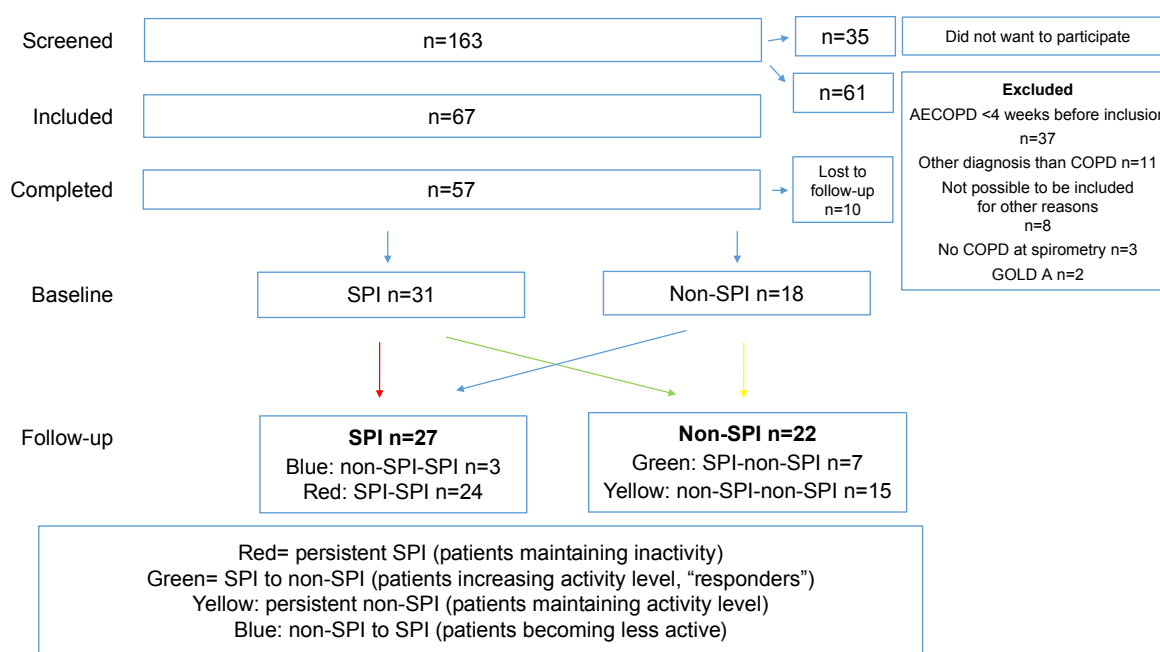 Screened
n=163
n=35
Did not want to participate
n=61
Excluded
AECOPD <4 weeks before inclusion
n=37
Other diagnosis than COPD n=11
Not possible to be included
for other reasons
n=8
No COPD at spirometry n=3
GOLD A n=2
Included
n=67
Completed
n=57
Lost to
follow-up
n=10
Baseline
SPI n=31
Non-SPI n=18
Follow-up
SPI n=27
Blue: non-SPI-SPI n=3
Red: SPI-SPI n=24
Non-SPI n=22
Green: SPI-non-SPI n=7
Yellow: non-SPI-non-SPI n=15
Red= persistent SPI (patients maintaining inactivity)
Green= SPI to non-SPI (patients increasing activity level, “responders”)
Yellow: persistent non-SPI (patients maintaining activity level)
Blue: non-SPI to SPI (patients becoming less active)